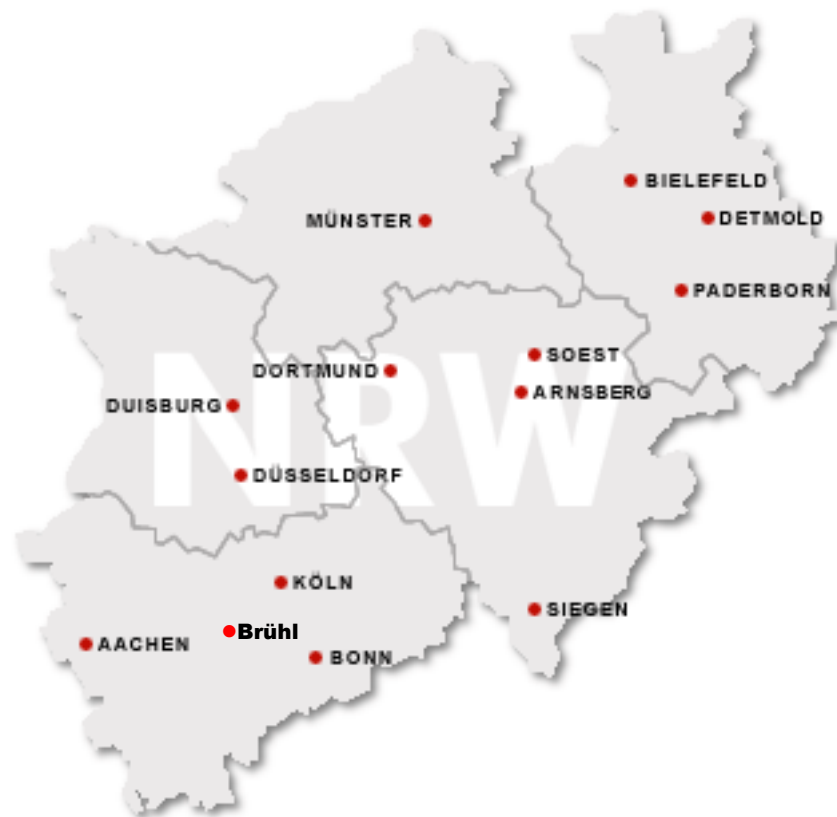 BIELEFELD
MÜNSTER
DETMOLD
PADERBORN
NRW
SOEST
DORTMUND
ARNSBERG
DUISBURG
DÜSSELDORF
KÖLN
SIEGEN
Brühl
AACHEN
BONN